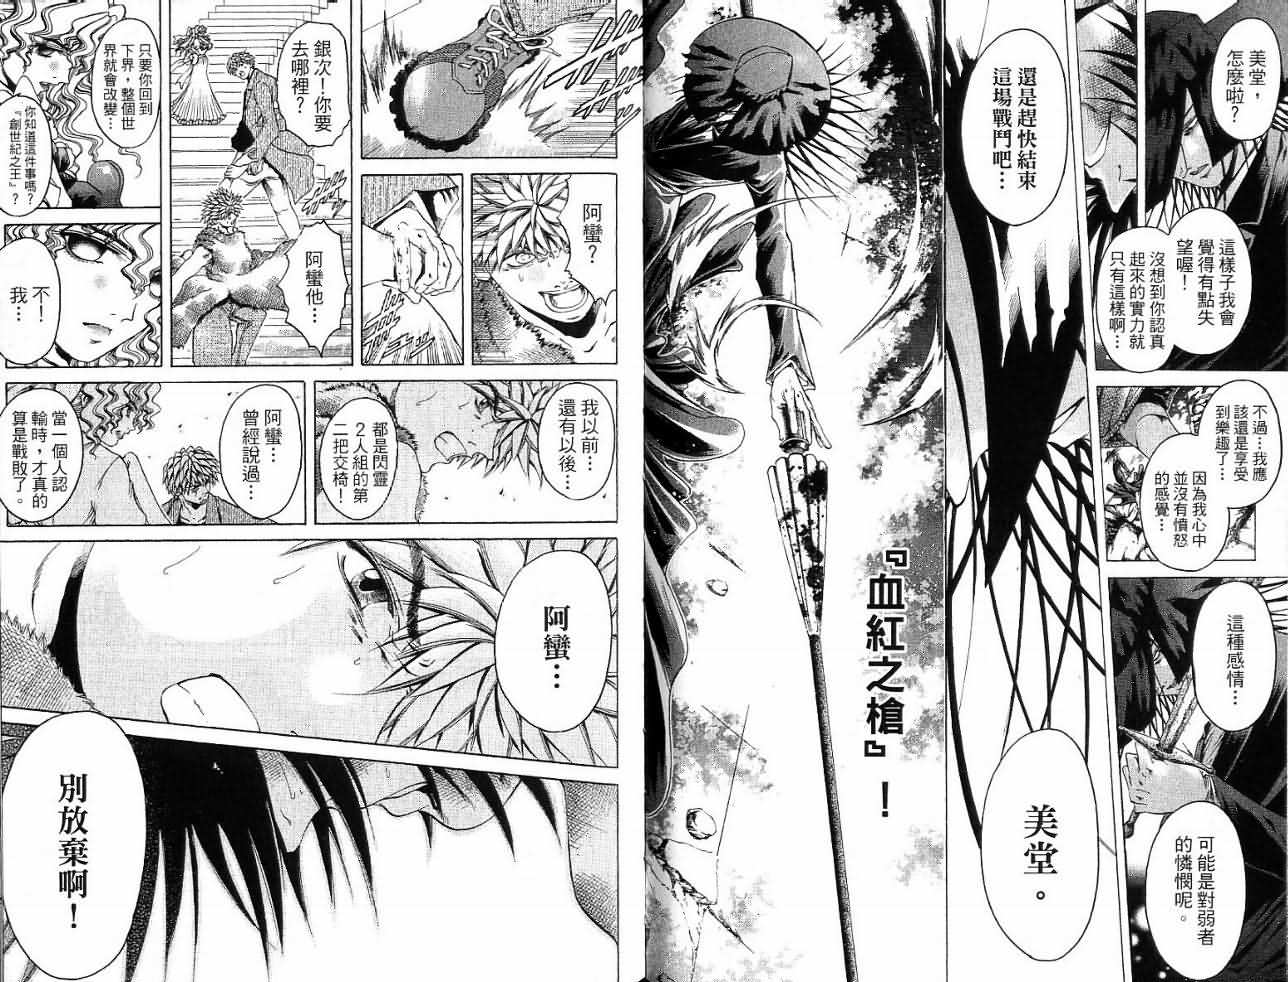 美堂，
怎麼啦？
這樣子我會
覺得有點失
望喔！
沒想到你認真
起來的實力就
只有這樣啊…
不過…我應
該還是享受
到樂趣了…
因為我心中
並沒有憤怒
的感覺…
這種感情…
可能是對弱者
的憐憫呢。
還是趕快結束
這場戰鬥吧…
美堂。
『血紅之槍』！
銀次！你要
去哪裡？
阿蠻他…
阿蠻？
只要你回到
下界，整個世
界就會改變…
你知道這件事嗎？
『創世紀之王』？
不！
我…
我以前…
還有以後…
都是閃靈
2人組的第
二把交椅！
阿蠻…
曾經說過…
當一個人認
輸時，才真的
算是戰敗了。
阿蠻…
別放棄啊！